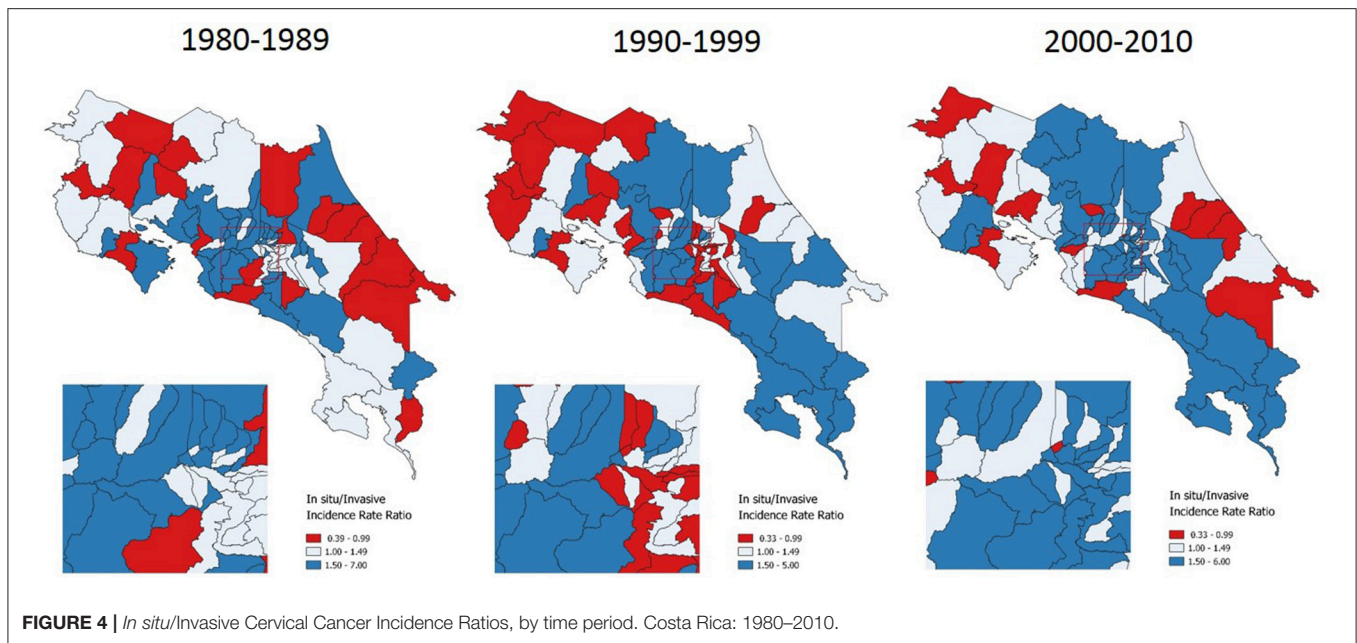 1980-1989
1990-1999
2000-2010
In situ/Invasive
Incidence Rate Ratio
0.39 - 0.99
1.00 - 1.49
1.50 - 7.00
In situ/Invasive
Incidence Rate Ratio
0.33 - 0.99
1.00 - 1.49
1.50 - 5.00
In situ/Invasive
Incidence Rate Ratio
0.33 - 0.99
1.00 - 1.49
1.50 - 6.00
FIGURE 4 | In situ/Invasive Cervical Cancer Incidence Ratios, by time period. Costa Rica: 1980–2010.